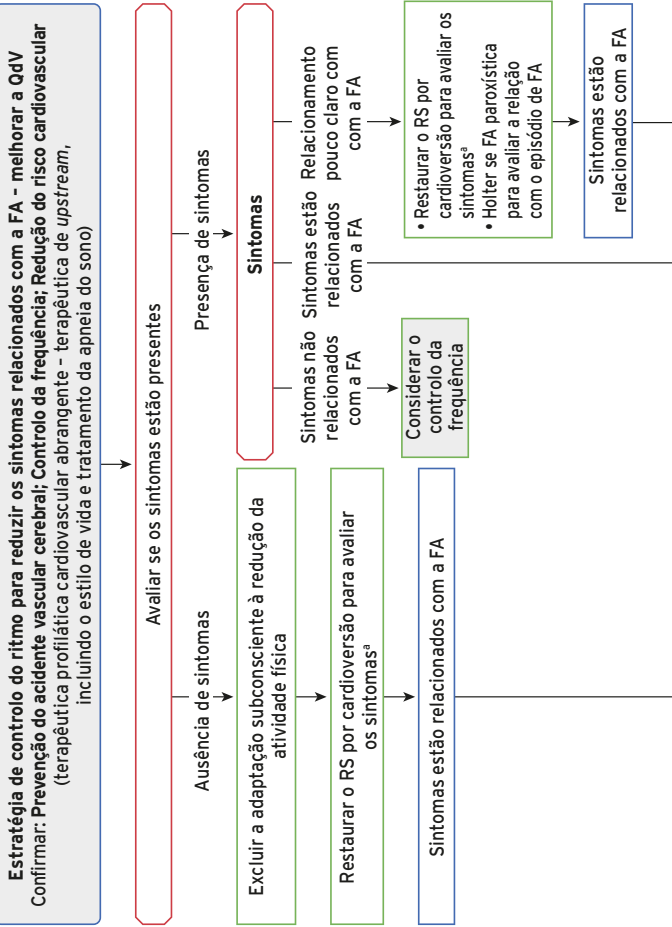 Estratégia de controlo do ritmo para reduzir os sintomas relacionados com a FA – melhorar a QdV
Confirmar: Prevenção do acidente vascular cerebral; Controlo da frequência; Redução do risco cardiovascular
(terapêutica profilática cardiovascular abrangente – terapêutica de upstream,
incluindo o estilo de vida e tratamento da apneia do sono)
Avaliar se os sintomas estão presentes
Ausência de sintomas
Presença de sintomas
Excluir a adaptação subconsciente à redução da
atividade física
Restaurar o RS por cardioversão para avaliar
os sintomasª
Sintomas estão relacionados com a FA
Sintomas
Sintomas não
relacionados
com a FA
Sintomas estão
relacionados
com a FA
Relacionamento
pouco claro com
com a FA
Considerar o
controlo da
frequência
• Restaurar o RS por
cardioversão para avaliar os
sintomasª
• Holter se FA paroxística
para avaliar a relação
com o episódio de FA
Sintomas estão
relacionados com a FA